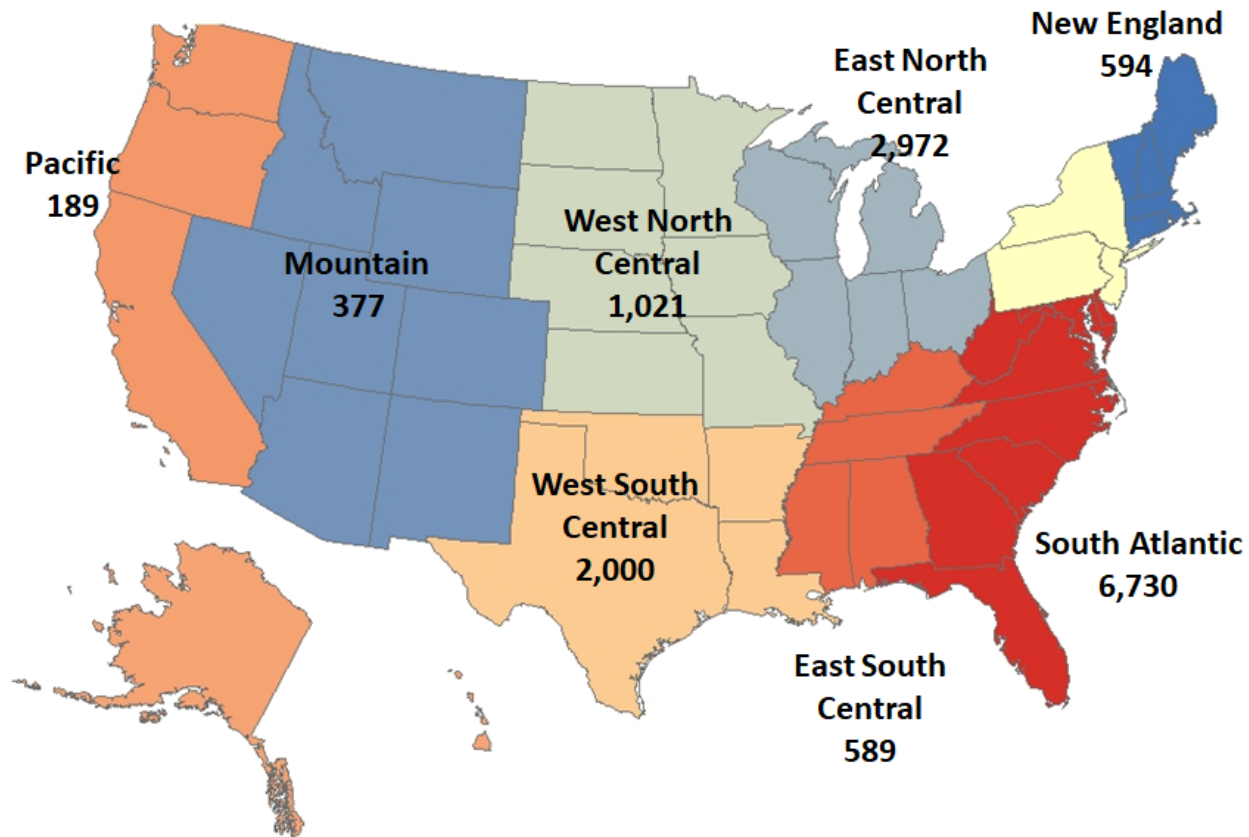 New England
594
East North
Central
2,972
Pacific
189
West North
Central
1,021
Mountain
377
West South
Central
2,000
South Atlantic
6,730
East South
Central
589